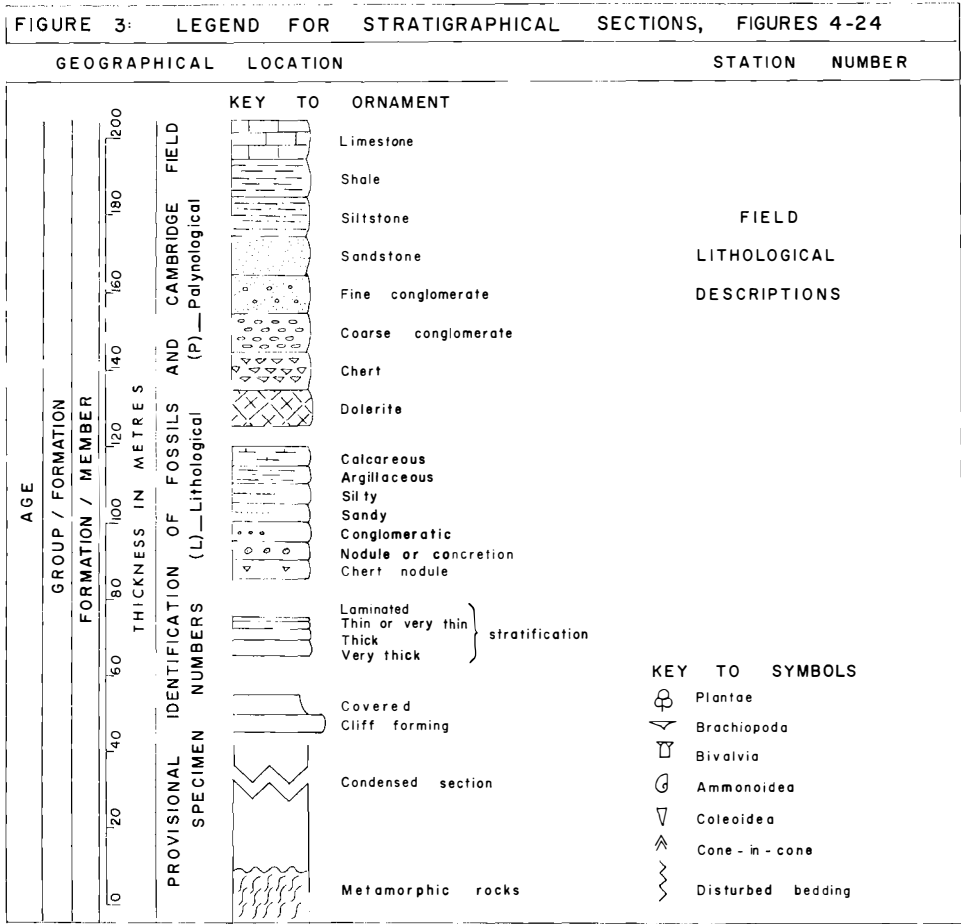 FIGURE 3: LEGEND FOR STRATIGRAPHICAL SECTIONS, FIGURES 4-24
GEOGRAPHICAL LOCATION
STATION NUMBER
AGE
GROUP / FORMATION
FORMATION / MEMBER
THICKNESS IN METRES
200
180
160
140
120
100
80
60
40
20
0
PROVISIONAL IDENTIFICATION OF FOSSILS AND CAMBRIDGE FIELD
SPECIMEN NUMBERS (L)_Lithological (P)_Palynological
KEY TO ORNAMENT
Limestone
Shale
Siltstone
Sandstone
Fine conglomerate
Coarse conglomerate
Chert
Dolerite
Calcareous
Argillaceous
Silty
Sandy
Conglomeratic
Nodule or concretion
Chert nodule
Laminated
Thin or very thin
Thick
Very thick
stratification
Covered
Cliff forming
Condensed section
Metamorphic rocks
FIELD
LITHOLOGICAL
DESCRIPTIONS
KEY TO SYMBOLS
Plantae
Brachiopoda
Bivalvia
Ammonoidea
Coleoidea
Cone - in - cone
Disturbed bedding